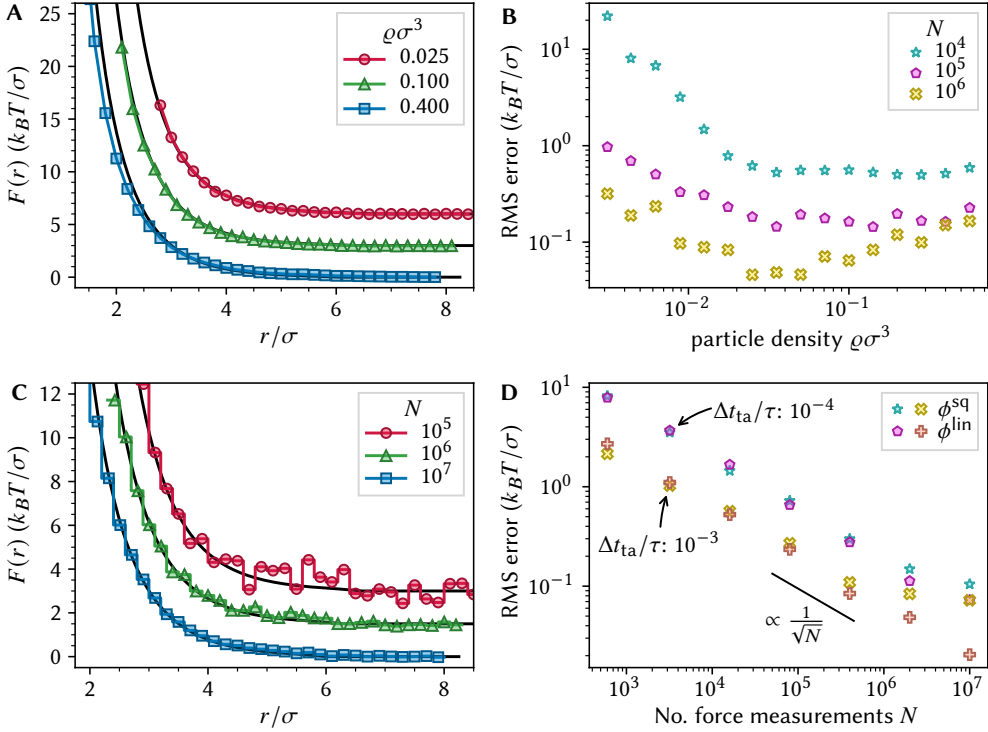 A
25
20
15
10
5
0
F(r) (k_BT/σ)
ϱσ³
0.025
0.100
0.400
2
4
6
8
r/σ
B
10¹
10⁰
10⁻¹
RMS error (k_BT/σ)
N
10⁴
10⁵
10⁶
10⁻²
10⁻¹
particle density ϱσ³
C
12
10
8
6
4
2
0
F(r) (k_BT/σ)
N
10⁵
10⁶
10⁷
2
4
6
8
r/σ
D
10¹
10⁰
10⁻¹
RMS error (k_BT/σ)
Δt_ta/τ: 10⁻⁴
ϕ^sq
ϕ^lin
Δt_ta/τ: 10⁻³
∝ 1/√N
10³
10⁴
10⁵
10⁶
10⁷
No. force measurements N